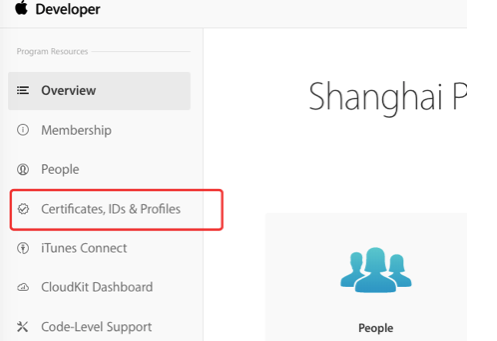 Developer
Program Resources
Overview
Membership
People
Certificates, IDs & Profiles
iTunes Connect
CloudKit Dashboard
Code-Level Support
Shanghai P
People